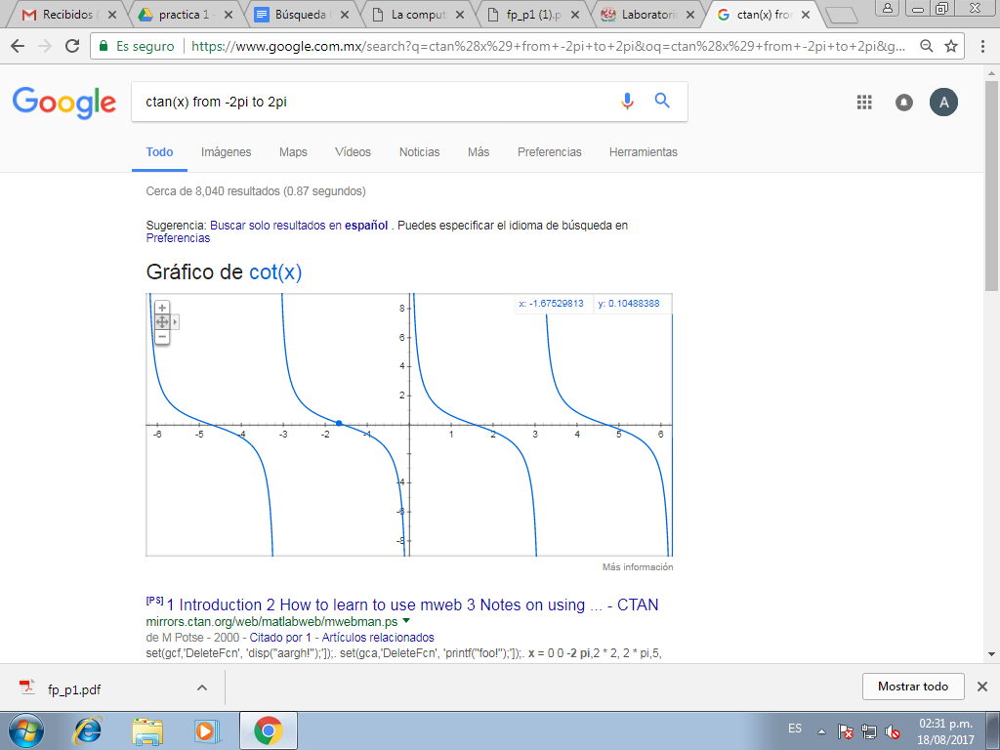 Recibidos
practica 1 -
Búsqueda
La comput
fp_p1 (1).p
Laboratori
ctan(x) fro
Es seguro
https://www.google.com.mx/search?q=ctan%28x%29+from+-2pi+to+2pi&oq=ctan%28x%29+from+-2pi+to+2pi&g...
Google
ctan(x) from -2pi to 2pi
A
Todo Imágenes Maps Vídeos Noticias Más Preferencias Herramientas
Cerca de 8,040 resultados (0.87 segundos)
Sugerencia: Buscar solo resultados en español . Puedes especificar el idioma de búsqueda en
Preferencias
Gráfico de cot(x)
x: -1.67529813 y: 0.10488388
8
6
4
2
-6 -5 -4 -3 -2 -1 1 2 3 4 5 6
-4
-6
-8
Más información
[PS] 1 Introduction 2 How to learn to use mweb 3 Notes on using ... - CTAN
mirrors.ctan.org/web/matlabweb/mwebman.ps
de M Potse - 2000 - Citado por 1 - Artículos relacionados
set(gcf,'DeleteFcn', 'disp("aargh!");']);. set(gca,'DeleteFcn', 'printf("foo!");']);. x = 0 0 -2 pi,2 * 2, 2 * pi,5,
fp_p1.pdf
Mostrar todo
ES
02:31 p.m.
18/08/2017